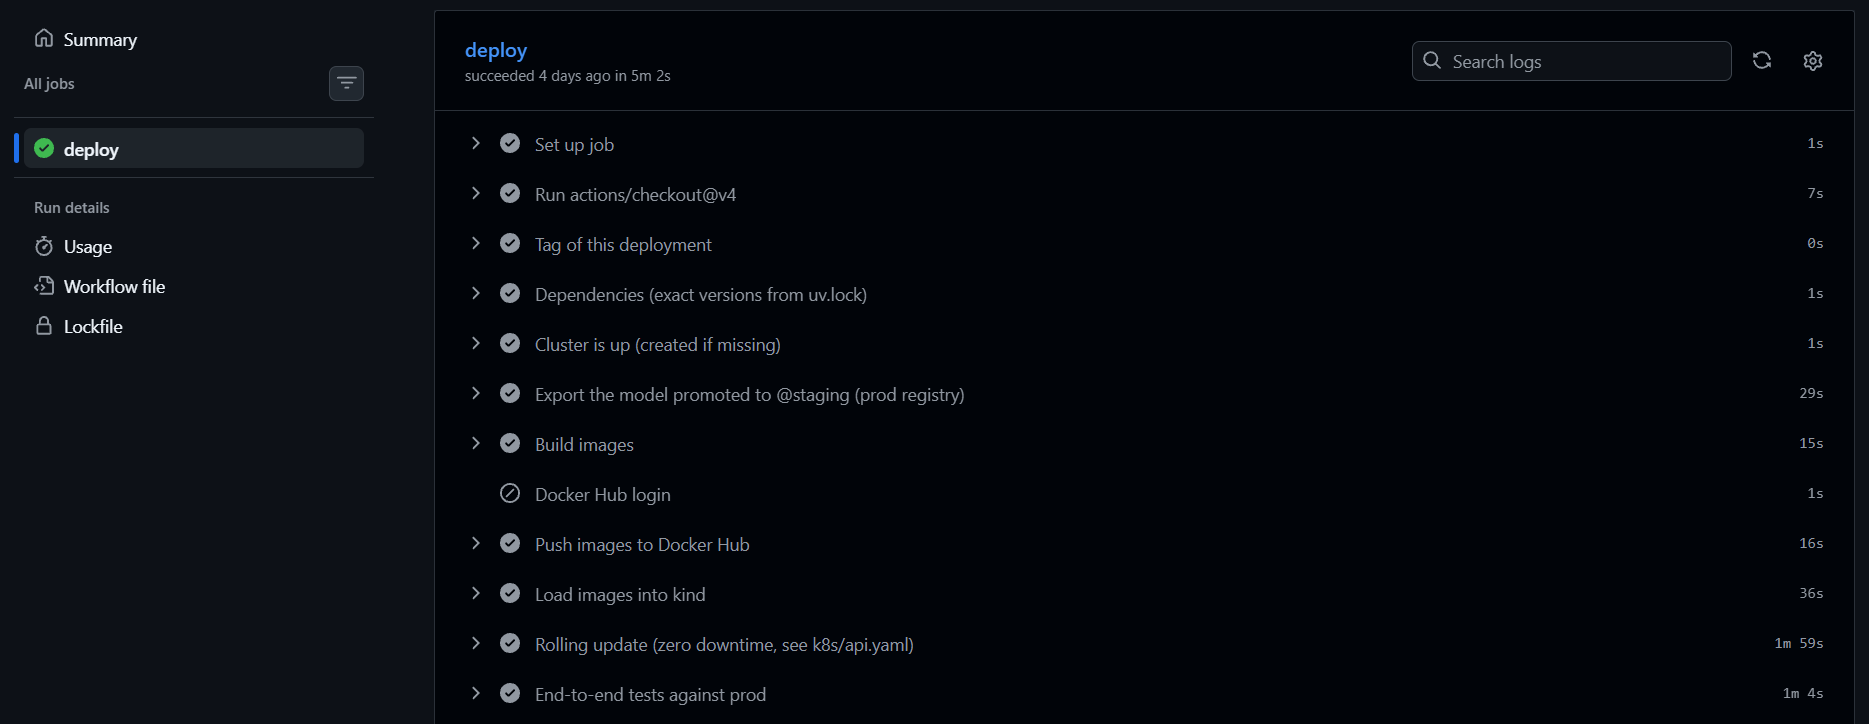 Summary
All jobs
deploy
Run details
Usage
Workflow file
Lockfile
deploy
succeeded 4 days ago in 5m 2s
Search logs
Set up job 1s
Run actions/checkout@v4 7s
Tag of this deployment 0s
Dependencies (exact versions from uv.lock) 1s
Cluster is up (created if missing) 1s
Export the model promoted to @staging (prod registry) 29s
Build images 15s
Docker Hub login 1s
Push images to Docker Hub 16s
Load images into kind 36s
Rolling update (zero downtime, see k8s/api.yaml) 1m 59s
End-to-end tests against prod 1m 4s